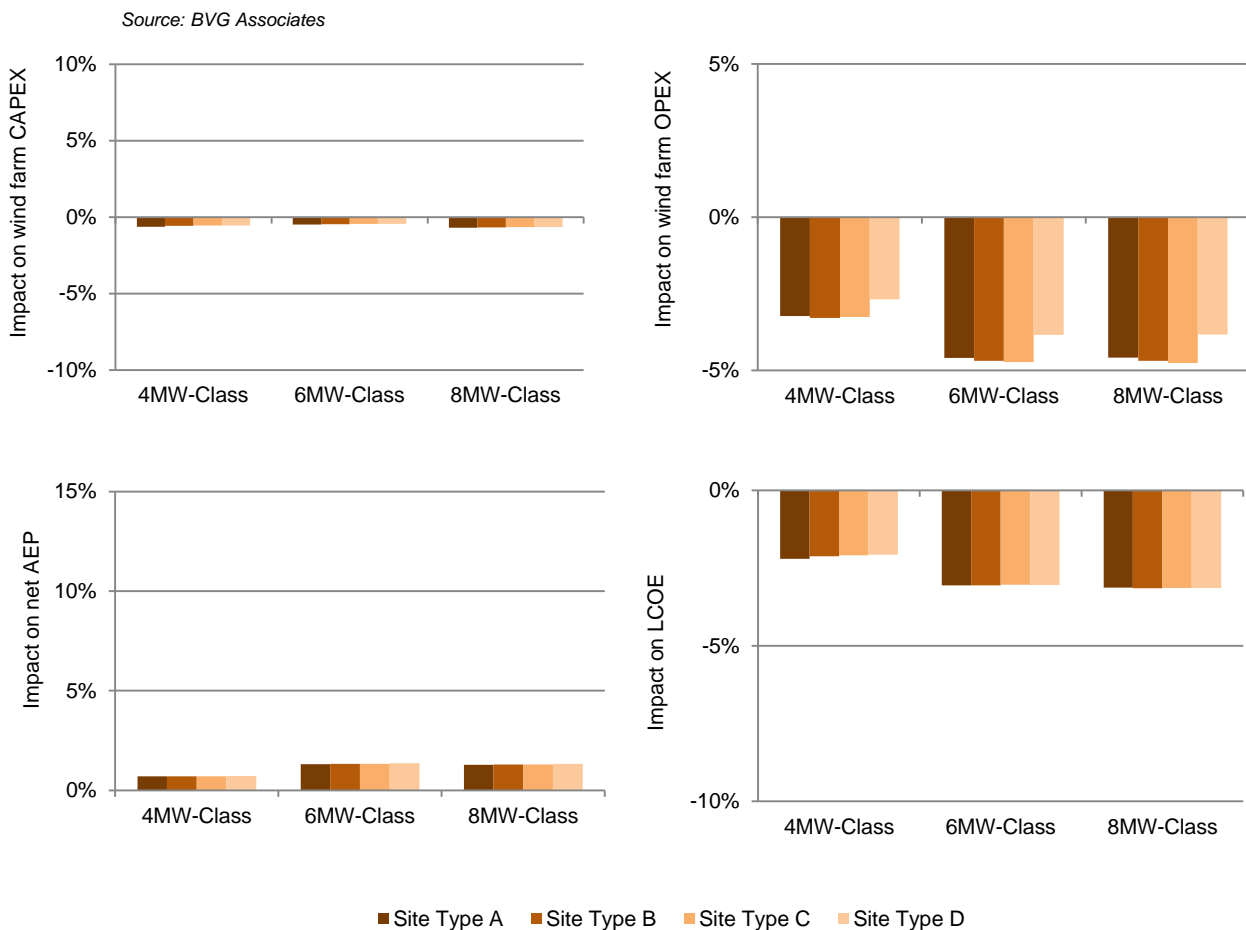 Source: BVG Associates
Impact on wind farm CAPEX
10%
5%
0%
-5%
-10%
4MW-Class 6MW-Class 8MW-Class
Impact on wind farm OPEX
5%
0%
-5%
4MW-Class 6MW-Class 8MW-Class
Impact on net AEP
15%
10%
5%
0%
4MW-Class 6MW-Class 8MW-Class
Impact on LCOE
0%
-5%
-10%
4MW-Class 6MW-Class 8MW-Class
Site Type A Site Type B Site Type C Site Type D